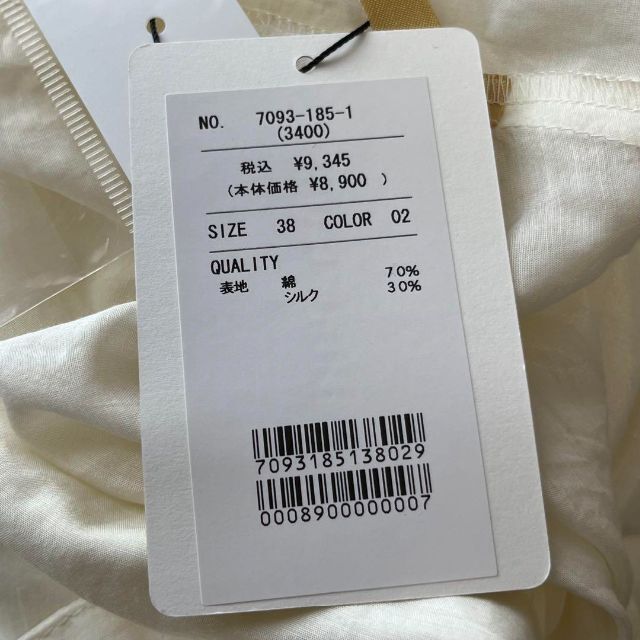 NO. 7093-185-1
(3400)
税込 ¥9,345
(本体価格 ¥8,900 )
SIZE 38 COLOR 02
QUALITY
表地 綿 70%
シルク 30%
7093185138029
0008900000007